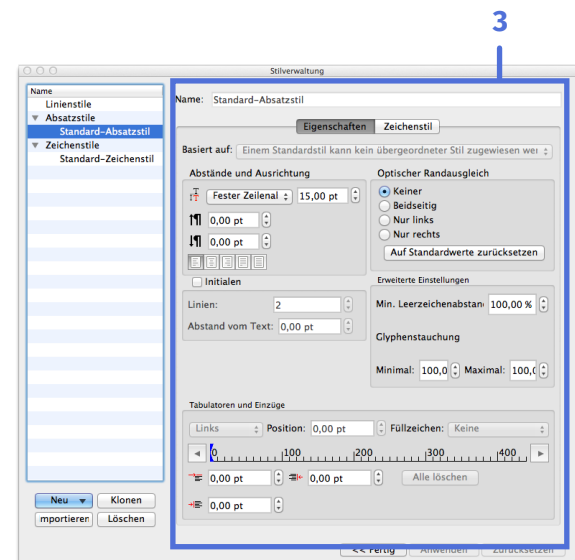 3
Stilverwaltung
Name
Linienstile
Absatzstile
Standard-Absatzstil
Zeichenstile
Standard-Zeichenstil
Neu
Klonen
mportieren
Löschen
Name: Standard-Absatzstil
Eigenschaften Zeichenstil
Basiert auf: Einem Standardstil kann kein übergeordneter Stil zugewiesen wer
Abstände und Ausrichtung
Fester Zeilenal 15,00 pt
0,00 pt
0,00 pt
Initialen
Linien: 2
Abstand vom Text: 0,00 pt
Optischer Randausgleich
Keiner
Beidseitig
Nur links
Nur rechts
Auf Standardwerte zurücksetzen
Erweiterte Einstellungen
Min. Leerzeichenabstan 100,00 %
Glyphenstauchung
Minimal: 100,0 Maximal: 100,(
Tabulatoren und Einzüge
Links Position: 0,00 pt Füllzeichen: Keine
0 100 200 300 400
0,00 pt 0,00 pt Alle löschen
0,00 pt
<< Fertig Anwenden Zurücksetzen